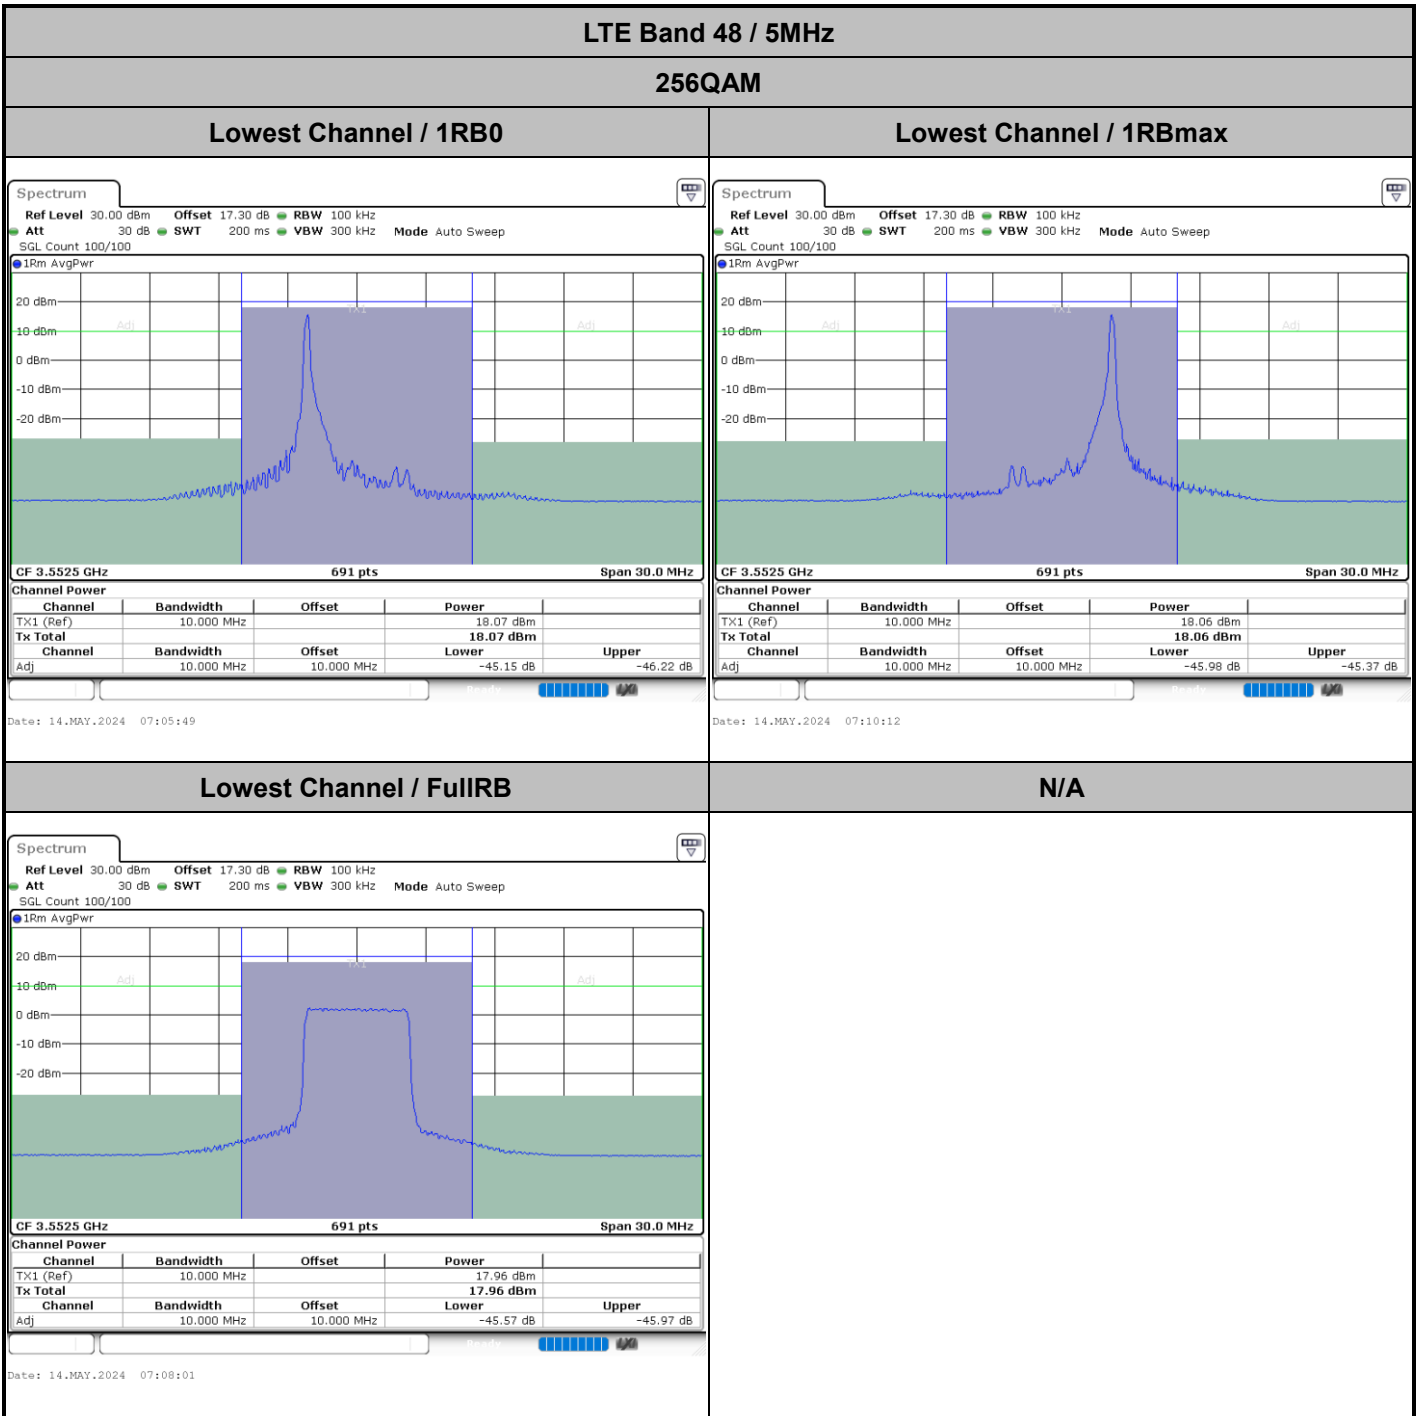 LTE Band 48 / 5MHz
256QAM
Lowest Channel / 1RB0
Lowest Channel / 1RBmax
Spectrum
Ref Level 30.00 dBm Offset 17.30 dB RBW 100 kHz
Att 30 dB SWT 200 ms VBW 300 kHz Mode Auto Sweep
SGL Count 100/100
1Rm AvgPwr
TX1
20 dBm
Adj
Adj
10 dBm
0 dBm
-10 dBm
-20 dBm
CF 3.5525 GHz 691 pts Span 30.0 MHz
Channel Power
Channel Bandwidth Offset Power
TX1 (Ref) 10.000 MHz 18.07 dBm
Tx Total 18.07 dBm
Channel Bandwidth Offset Lower Upper
Adj 10.000 MHz 10.000 MHz -45.15 dB -46.22 dB
Ready
Date: 14.MAY.2024 07:05:49
Spectrum
Ref Level 30.00 dBm Offset 17.30 dB RBW 100 kHz
Att 30 dB SWT 200 ms VBW 300 kHz Mode Auto Sweep
SGL Count 100/100
1Rm AvgPwr
TX1
20 dBm
Adj
Adj
10 dBm
0 dBm
-10 dBm
-20 dBm
CF 3.5525 GHz 691 pts Span 30.0 MHz
Channel Power
Channel Bandwidth Offset Power
TX1 (Ref) 10.000 MHz 18.06 dBm
Tx Total 18.06 dBm
Channel Bandwidth Offset Lower Upper
Adj 10.000 MHz 10.000 MHz -45.98 dB -45.37 dB
Ready
Date: 14.MAY.2024 07:10:12
Lowest Channel / FullRB
N/A
Spectrum
Ref Level 30.00 dBm Offset 17.30 dB RBW 100 kHz
Att 30 dB SWT 200 ms VBW 300 kHz Mode Auto Sweep
SGL Count 100/100
1Rm AvgPwr
TX1
20 dBm
Adj
Adj
10 dBm
0 dBm
-10 dBm
-20 dBm
CF 3.5525 GHz 691 pts Span 30.0 MHz
Channel Power
Channel Bandwidth Offset Power
TX1 (Ref) 10.000 MHz 17.96 dBm
Tx Total 17.96 dBm
Channel Bandwidth Offset Lower Upper
Adj 10.000 MHz 10.000 MHz -45.57 dB -45.97 dB
Ready
Date: 14.MAY.2024 07:08:01